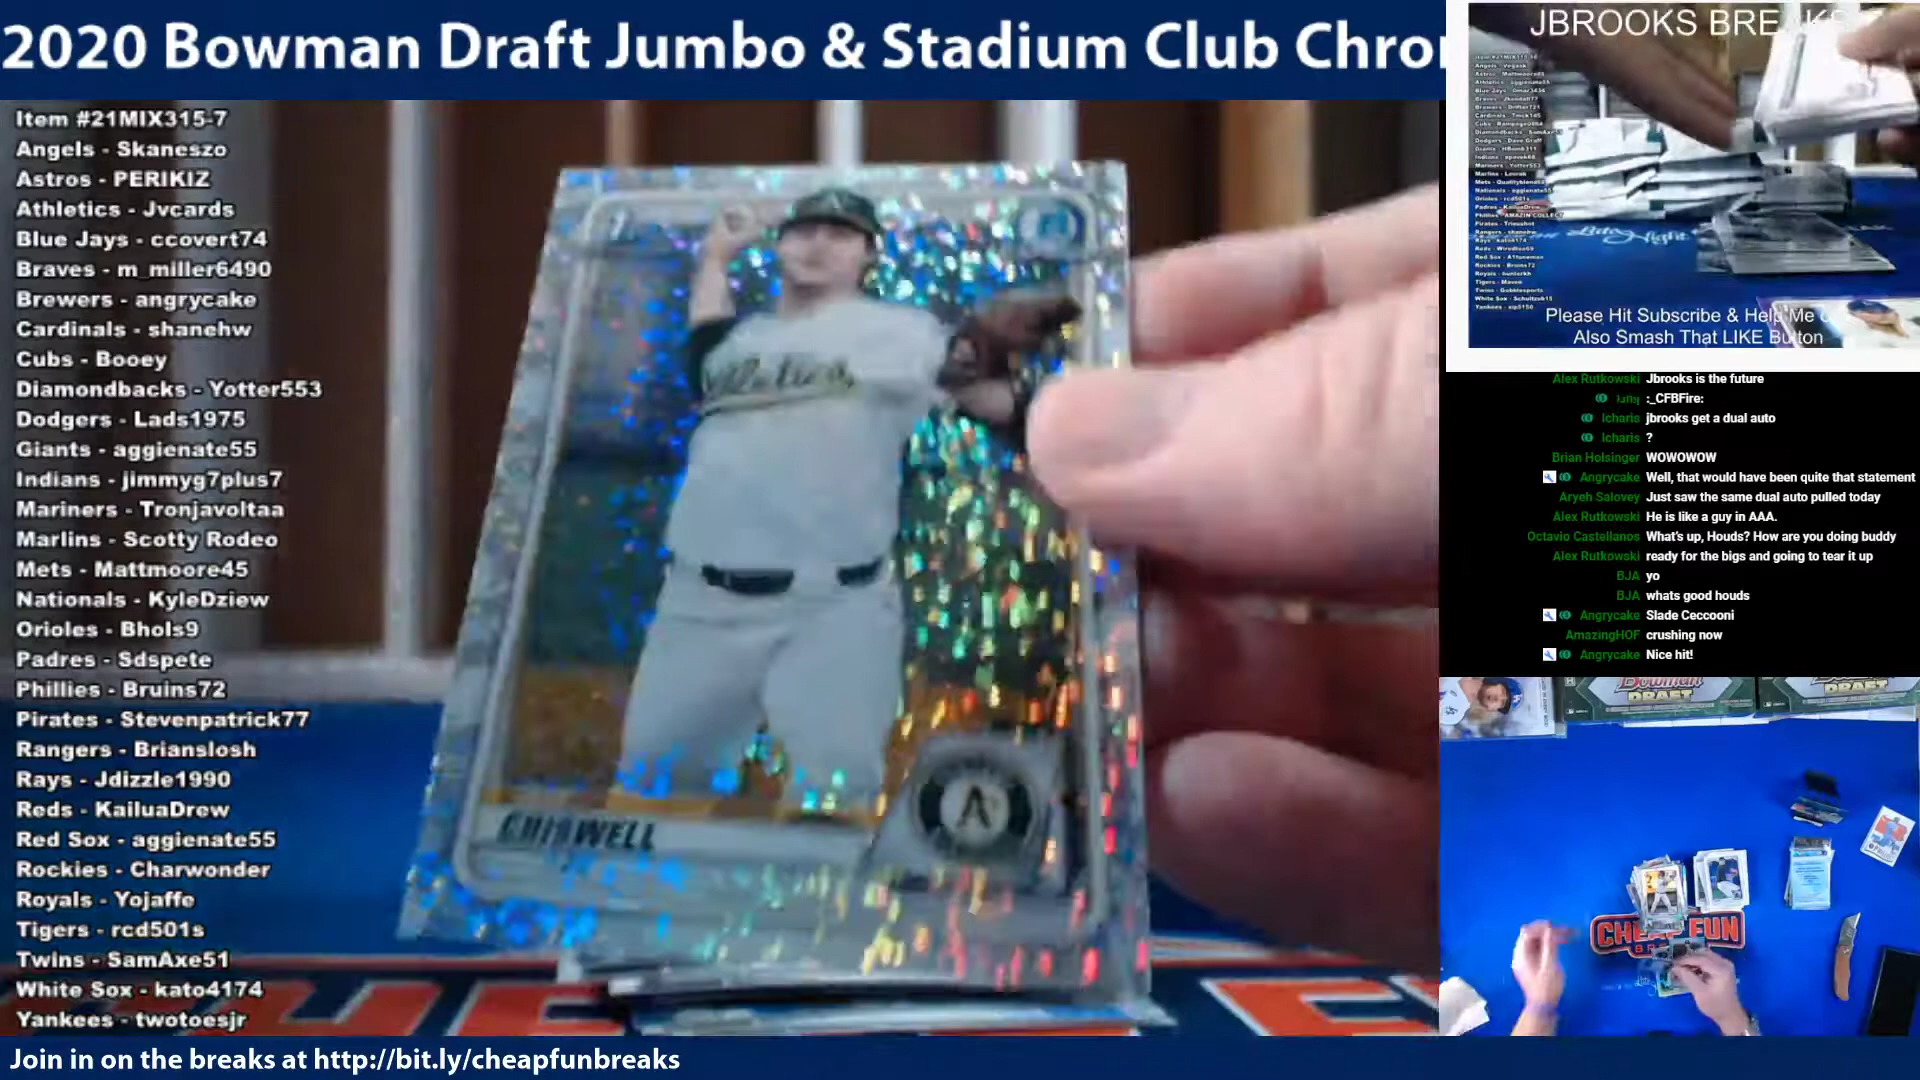 2020 Bowman Draft Jumbo & Stadium Club Chro
Item #21MIX315-7
Angels - Skaneszo
Astros - PERIKIZ
Athletics - Jvcards
Blue Jays - ccovert74
Braves - m_miller6490
Brewers - angrycake
Cardinals - shanehw
Cubs - Booey
Diamondbacks - Yotter553
Dodgers - Lads1975
Giants - aggienate55
Indians - jimmyg7plus7
Mariners - Tronjavoltaa
Marlins - Scotty Rodeo
Mets - Mattmoore45
Nationals - KyleDziew
Orioles - Bhols9
Padres - Sdspete
Phillies - Bruins72
Pirates - Stevenpatrick77
Rangers - Brianslosh
Rays - Jdizzle1990
Reds - KailuaDrew
Red Sox - aggienate55
Rockies - Charwonder
Royals - Yojaffe
Tigers - rcd501s
Twins - SamAxe51
White Sox - kato4174
Yankees - twotoesjr
Join in on the breaks at http://bit.ly/cheapfunbreaks
CRISWELL
A
JBROOKS BREAK
Late Night
Please Hit Subscribe & Help Me
Also Smash That LIKE Button
Alex Rutkowski Jbrooks is the future
:_CFBFire:
Icharis jbrooks get a dual auto
Icharis ?
Brian Holsinger WOWOWOW
Angrycake Well, that would have been quite that statement
Aryeh Salovey Just saw the same dual auto pulled today
Alex Rutkowski He is like a guy in AAA.
Octavio Castellanos What's up, Houds? How are you doing buddy
Alex Rutkowski ready for the bigs and going to tear it up
BJA yo
BJA whats good houds
Angrycake Slade Ceccooni
AmazingHOF crushing now
Angrycake Nice hit!
Bowman
DRAFT
DRAFT
CHEAP FUN